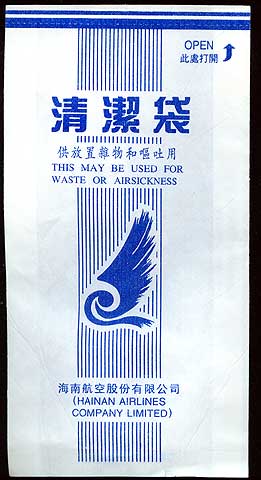 OPEN
此處打開
清潔袋
供放置雜物和嘔吐用
THIS MAY BE USED FOR
WASTE OR AIRSICKNESS
海南航空股份有限公司
(HAINAN AIRLINES
COMPANY LIMITED)